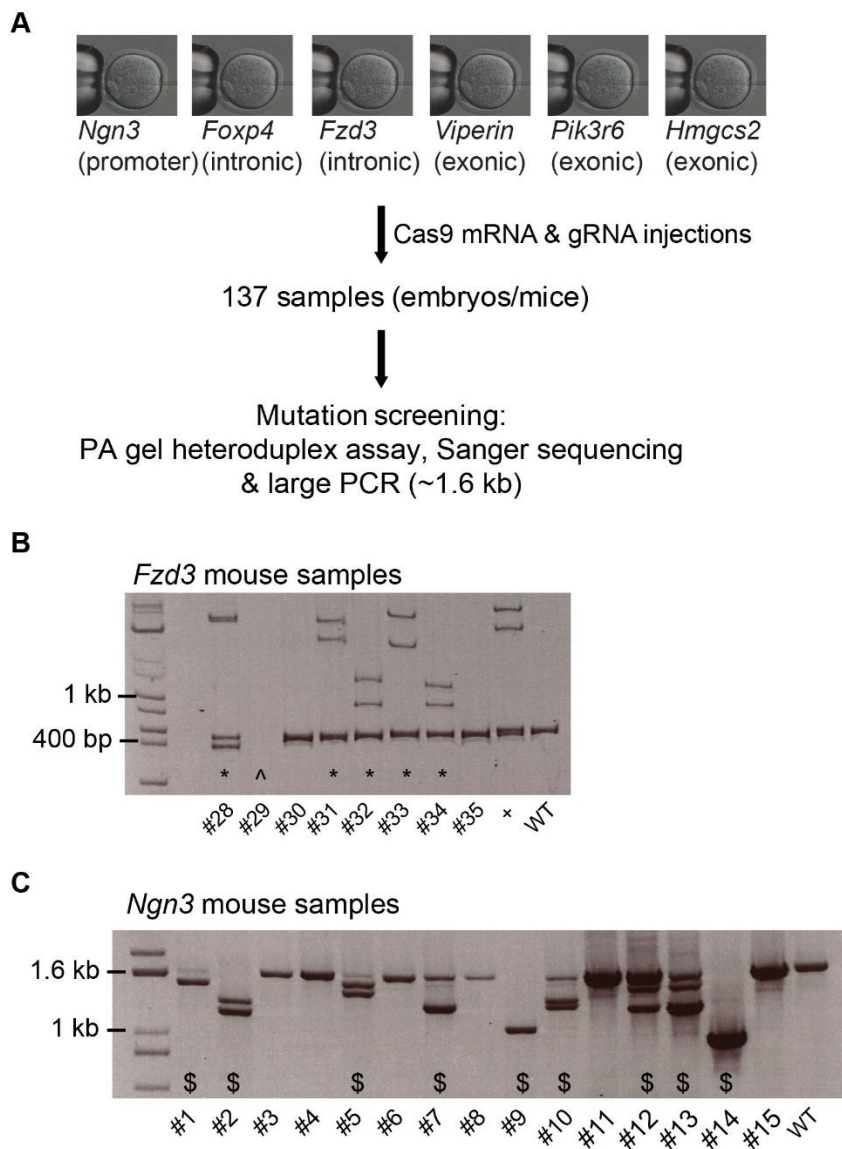 A
Ngn3 Foxp4 Fzd3 Viperin Pik3r6 Hmgcs2
(promoter) (intronic) (intronic) (exonic) (exonic) (exonic)
Cas9 mRNA & gRNA injections
137 samples (embryos/mice)
Mutation screening:
PA gel heteroduplex assay, Sanger sequencing
& large PCR (~1.6 kb)
B
Fzd3 mouse samples
1 kb
400 bp
* ^ * * * *
#28 #29 #30 #31 #32 #33 #34 #35 + WT
C
Ngn3 mouse samples
1.6 kb
1 kb
$ $ $ $ $ $ $ $ $
#1 #2 #3 #4 #5 #6 #7 #8 #9 #10 #11 #12 #13 #14 #15 WT